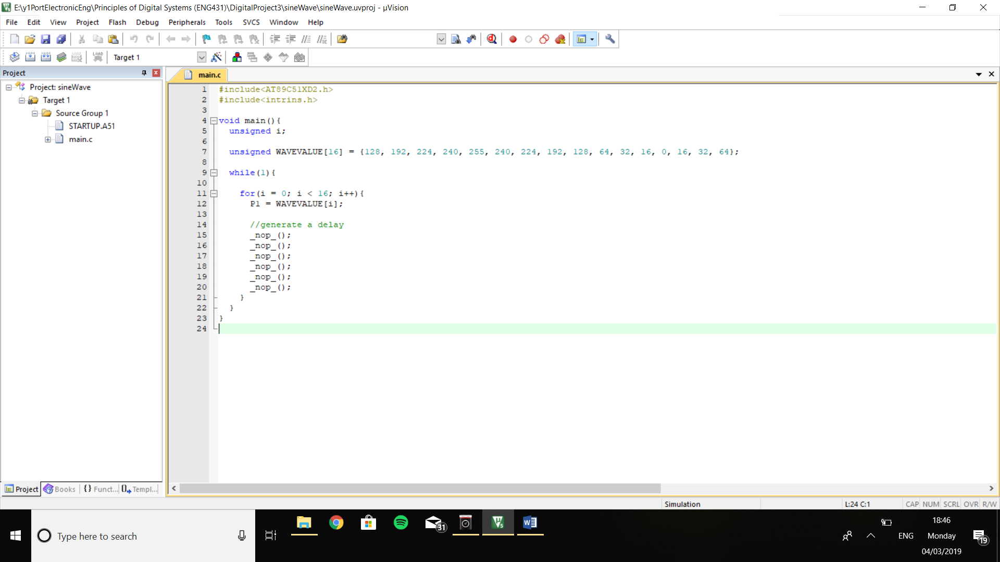 E:\y1PortElectronicEng\Principles of Digital Systems (ENG431)\DigitalProject3\sineWave\sineWave.uvproj - µVision
File Edit View Project Flash Debug Peripherals Tools SVCS Window Help
LOAD Target 1
Project
main.c
Project: sineWave
Target 1
Source Group 1
STARTUP.A51
main.c
1 #include<AT89C51XD2.h>
2 #include<intrins.h>
3
4 void main(){
5 unsigned i;
6
7 unsigned WAVEVALUE[16] = {128, 192, 224, 240, 255, 240, 224, 192, 128, 64, 32, 16, 0, 16, 32, 64};
8
9 while(1){
10
11 for(i = 0; i < 16; i++){
12 P1 = WAVEVALUE[i];
13
14 //generate a delay
15 _nop_();
16 _nop_();
17 _nop_();
18 _nop_();
19 _nop_();
20 _nop_();
21 }
22 }
23 }
24
Project Books {} Funct... Templ...
Simulation L:24 C:1 CAP NUM SCRL OVR R/W
Type here to search
31
ENG
18:46
Monday
04/03/2019
19